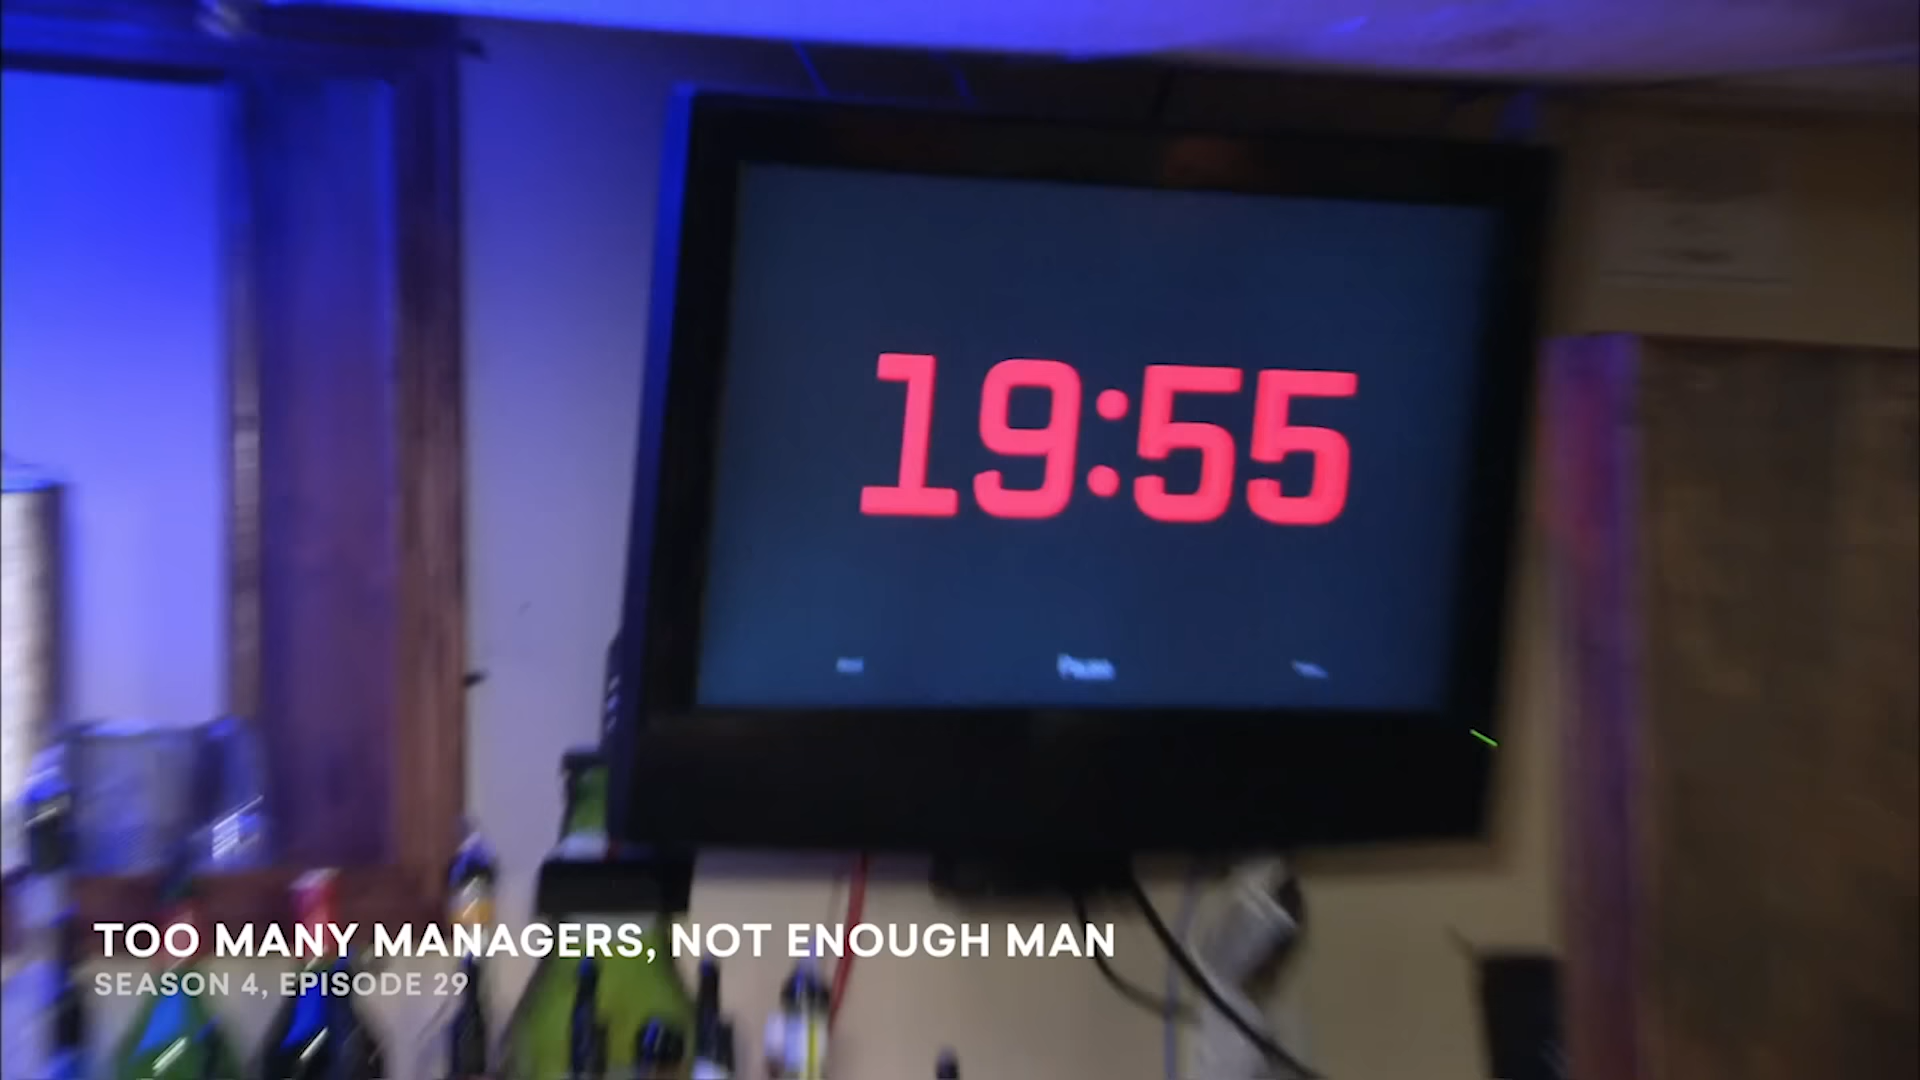 19:55
Pause
TOO MANY MANAGERS, NOT ENOUGH MAN
SEASON 4, EPISODE 29